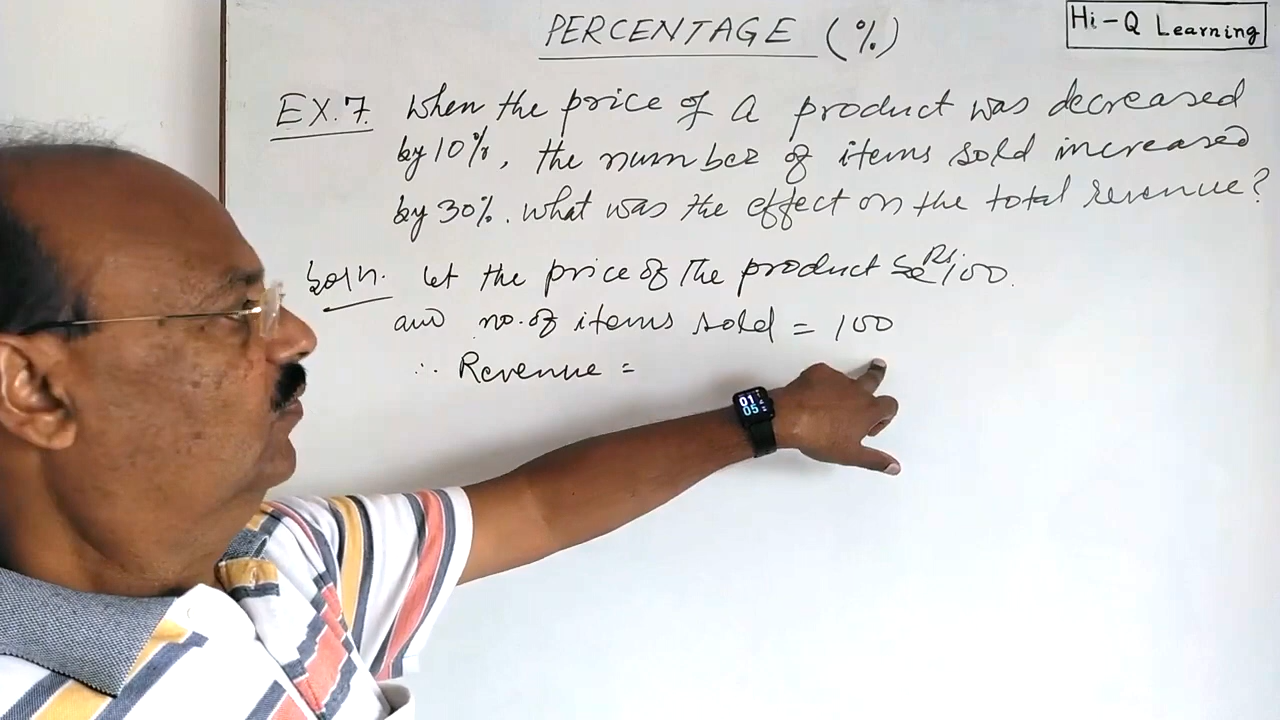 PERCENTAGE (%)
Hi-Q Learning
EX.7. When the price of a product was decreased
by 10%, the number of items sold increased
by 30%. What was the effect on the total revenue?
Soln. Let the price of the product be Rs 100.
and no. of items sold = 100
∴ Revenue =
01
05